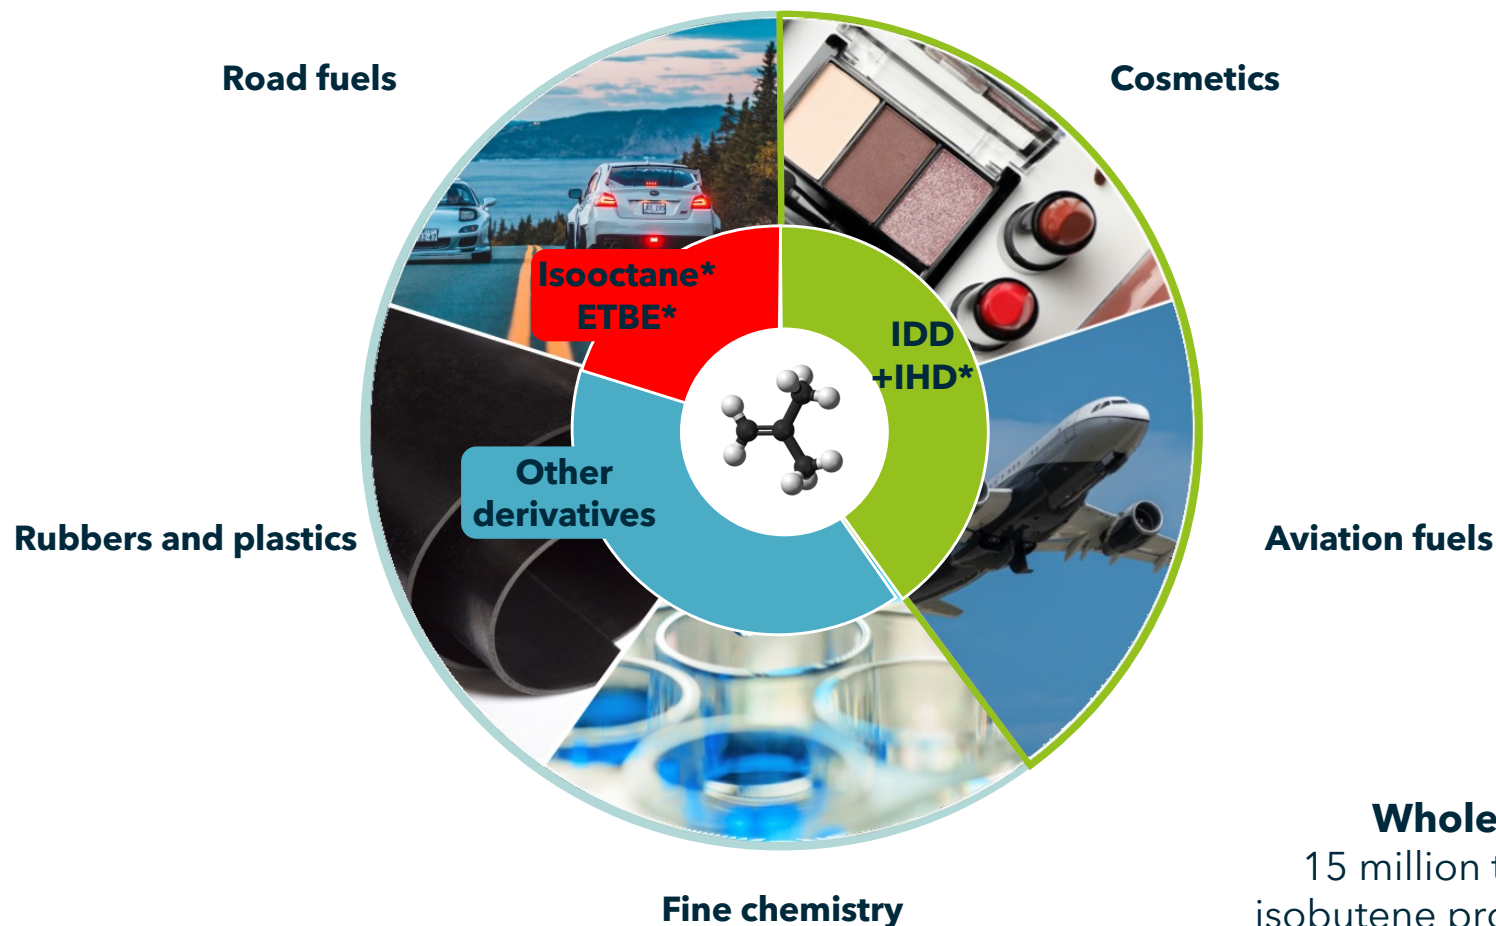 Road fuels
Cosmetics
Isooctane*
ETBE*
IDD
+IHD*
Other
derivatives
Rubbers and plastics
Aviation fuels
Fine chemistry
Whole
15 million
isobutene